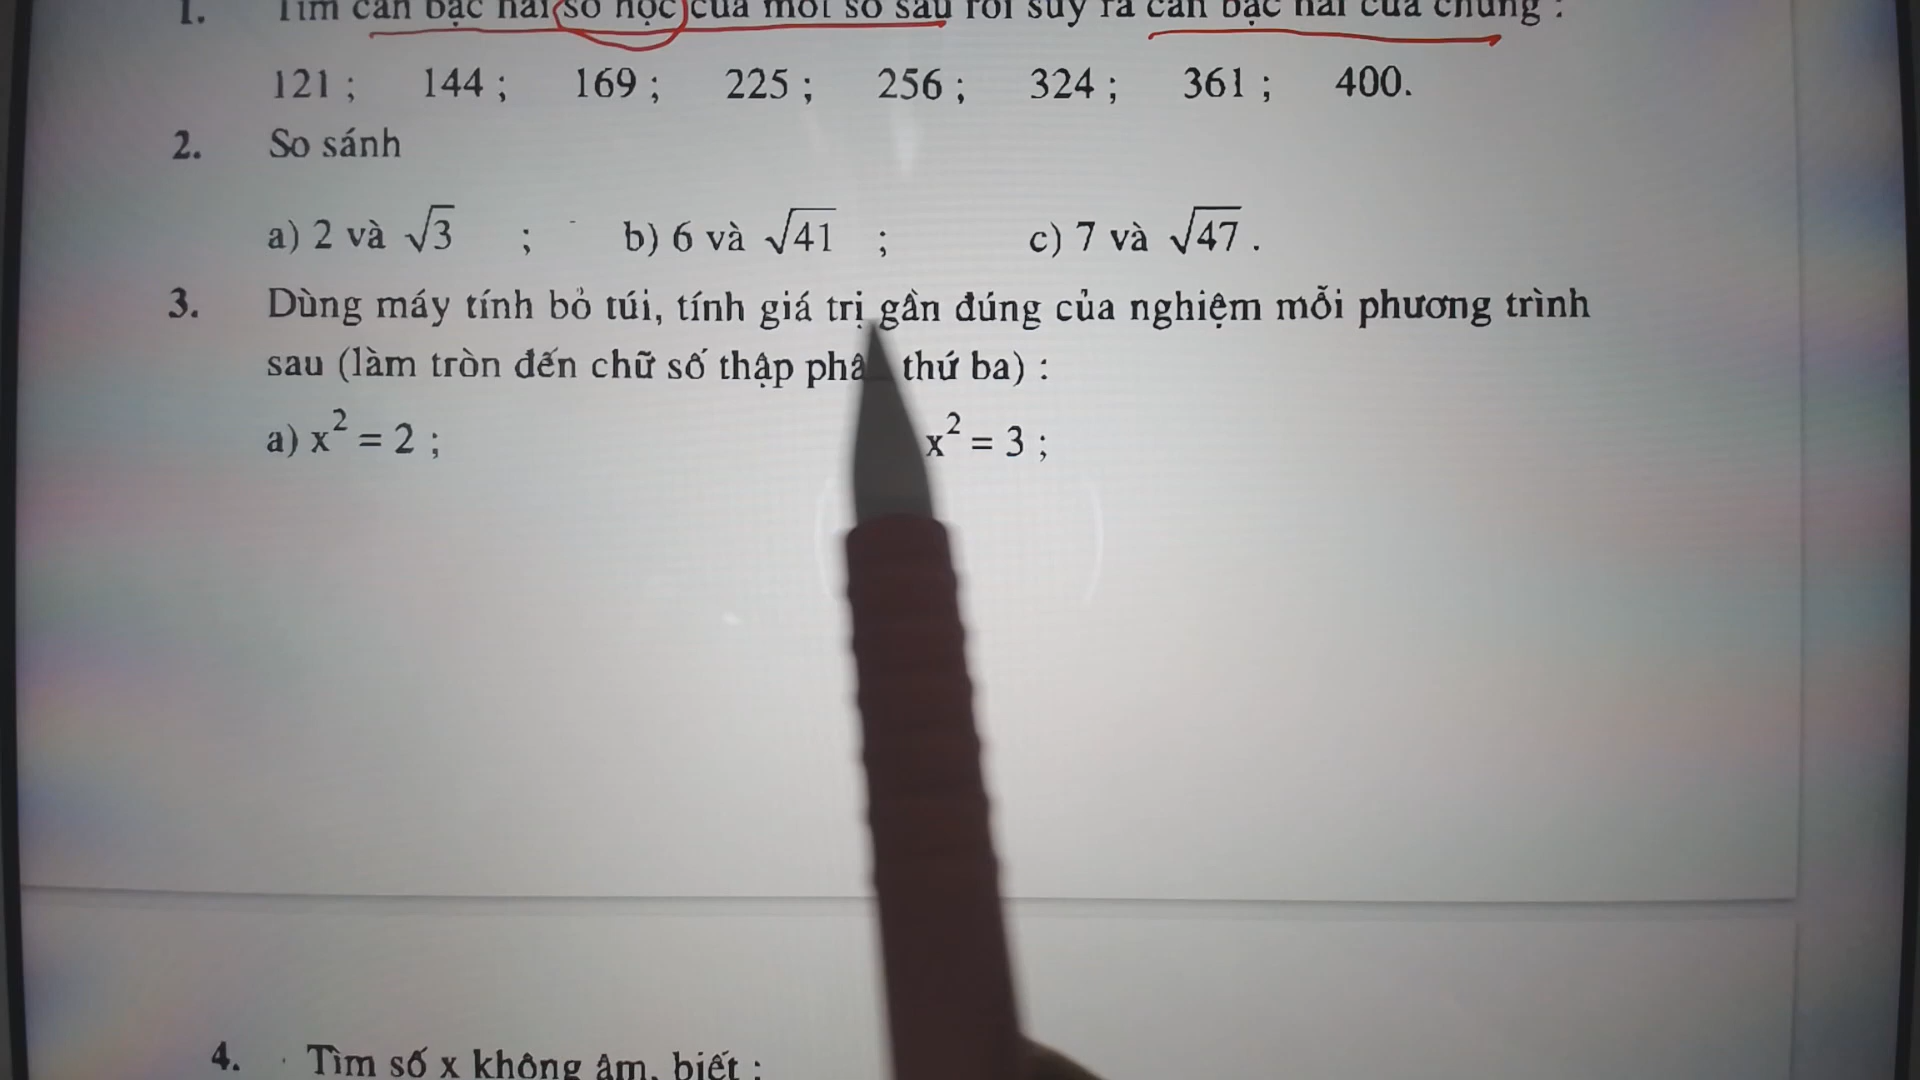 1. Tìm căn bậc hai số học của mỗi số sau rồi suy ra căn bậc hai của chúng :
121 ; 144 ; 169 ; 225 ; 256 ; 324 ; 361 ; 400.
2. So sánh
a) 2 và √3 ; b) 6 và √41 ; c) 7 và √47 .
3. Dùng máy tính bỏ túi, tính giá trị gần đúng của nghiệm mỗi phương trình
sau (làm tròn đến chữ số thập phân thứ ba) :
a) x² = 2 ; x² = 3 ;
4. Tìm số x không âm, biết :